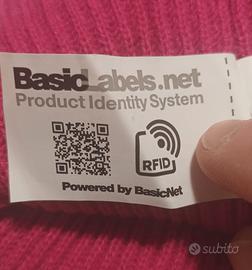 BasicLabels.net
Product Identity System
RFID
Powered by BasicNet
subito